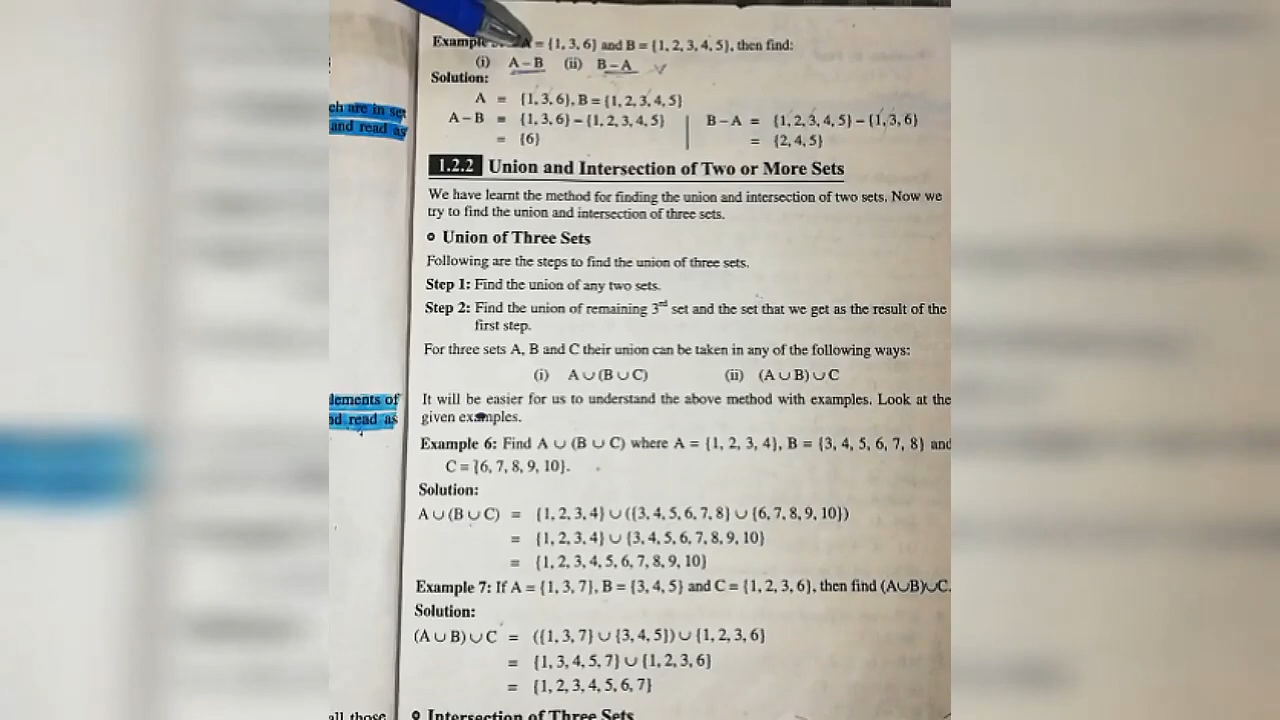 Example A = {1, 3, 6} and B = {1, 2, 3, 4, 5}, then find:
(i) A – B (ii) B – A
Solution:
A = {1, 3, 6}, B = {1, 2, 3, 4, 5}
A – B = {1, 3, 6} – {1, 2, 3, 4, 5} B – A = {1, 2, 3, 4, 5} – {1, 3, 6}
= {6} = {2, 4, 5}
ch are in set
and read as
1.2.2 Union and Intersection of Two or More Sets
We have learnt the method for finding the union and intersection of two sets. Now we
try to find the union and intersection of three sets.
Union of Three Sets
Following are the steps to find the union of three sets.
Step 1: Find the union of any two sets.
Step 2: Find the union of remaining 3rd set and the set that we get as the result of the
first step.
For three sets A, B and C their union can be taken in any of the following ways:
(i) A ∪ (B ∪ C) (ii) (A ∪ B) ∪ C
lements of
d read as
It will be easier for us to understand the above method with examples. Look at the
given examples.
Example 6: Find A ∪ (B ∪ C) where A = {1, 2, 3, 4}, B = {3, 4, 5, 6, 7, 8} and
C = {6, 7, 8, 9, 10}.
Solution:
A ∪ (B ∪ C) = {1, 2, 3, 4} ∪ ({3, 4, 5, 6, 7, 8} ∪ {6, 7, 8, 9, 10})
= {1, 2, 3, 4} ∪ {3, 4, 5, 6, 7, 8, 9, 10}
= {1, 2, 3, 4, 5, 6, 7, 8, 9, 10}
Example 7: If A = {1, 3, 7}, B = {3, 4, 5} and C = {1, 2, 3, 6}, then find (A∪B)∪C.
Solution:
(A ∪ B) ∪ C = ({1, 3, 7} ∪ {3, 4, 5}) ∪ {1, 2, 3, 6}
= {1, 3, 4, 5, 7} ∪ {1, 2, 3, 6}
= {1, 2, 3, 4, 5, 6, 7}
all those
Intersection of Three Sets